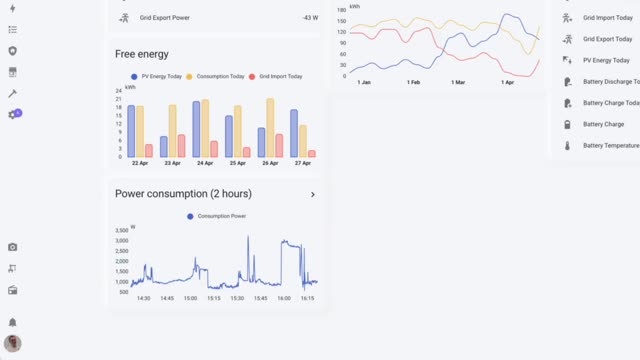 Grid Export Power -43 W
Free energy
PV Energy Today Consumption Today Grid Import Today
kWh
24
21
18
15
12
9
6
3
0
22 Apr 23 Apr 24 Apr 25 Apr 26 Apr 27 Apr
Power consumption (2 hours)
Consumption Power
W
3,500
3,000
2,500
2,000
1,500
1,000
500
14:30 14:45 15:00 15:15 15:30 15:45 16:00 16:15
kWh
180
150
120
90
60
30
0
1 Jan 1 Feb 1 Mar 1 Apr
Grid Import Today
Grid Export Today
PV Energy Today
Battery Discharge To
Battery Charge Toda
Battery Charge
Battery Temperature